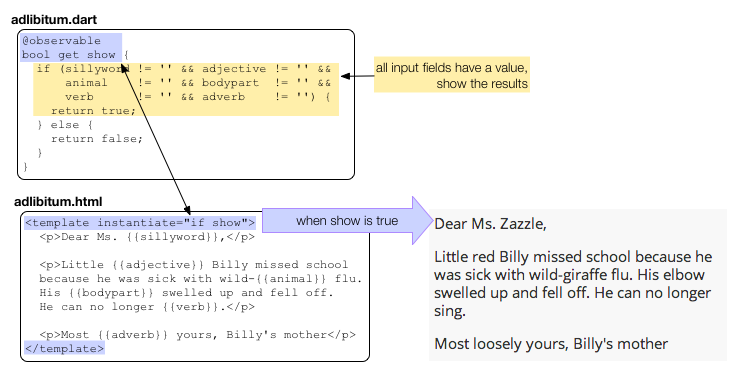 adlibitum.dart
@observable
bool get show {
if (sillyword != '' && adjective != '' &&
animal != '' && bodypart != '' &&
verb != '' && adverb != '') {
return true;
} else {
return false;
}
}
all input fields have a value,
show the results
adlibitum.html
<template instantiate="if show">
<p>Dear Ms. {{sillyword}},</p>
<p>Little {{adjective}} Billy missed school
because he was sick with wild-{{animal}} flu.
His {{bodypart}} swelled up and fell off.
He can no longer {{verb}}.</p>
<p>Most {{adverb}} yours, Billy's mother</p>
</template>
when show is true
Dear Ms. Zazzle,
Little red Billy missed school because he
was sick with wild-giraffe flu. His elbow
swelled up and fell off. He can no longer
sing.
Most loosely yours, Billy's mother